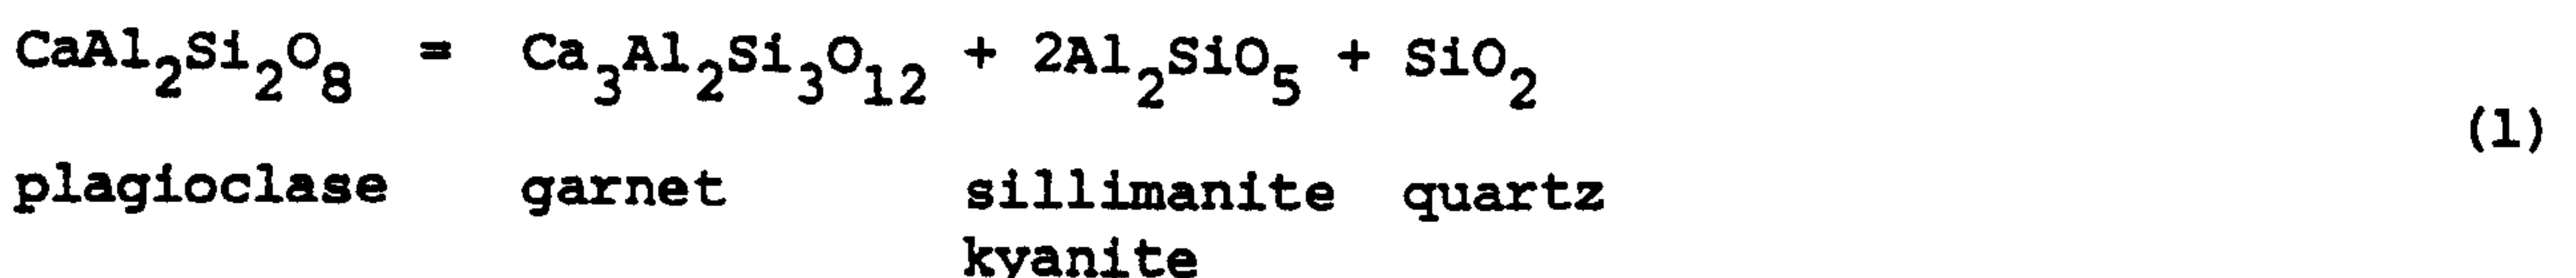 CaAl₂Si₂O₈ = Ca₃Al₂Si₃O₁₂ + 2Al₂SiO₅ + SiO₂
(1)
plagioclase garnet sillimanite quartz
kyanite